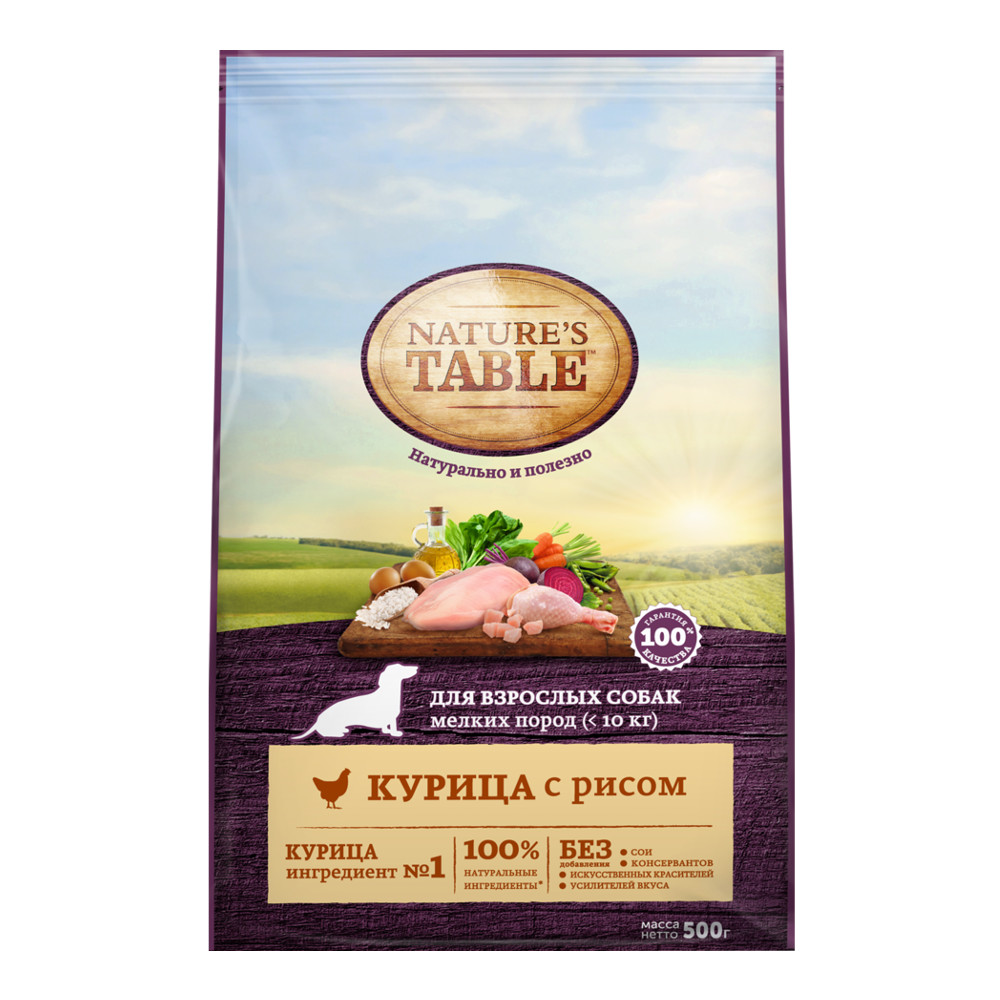 NATURE'S
TABLE™
Натурально и полезно
ГАРАНТИЯ
100%
КАЧЕСТВА
ДЛЯ ВЗРОСЛЫХ СОБАК
мелких пород (< 10 кг)
КУРИЦА с рисом
КУРИЦА
ингредиент №1
100%
НАТУРАЛЬНЫЕ
ИНГРЕДИЕНТЫ*
БЕЗ
добавления
• СОИ
• КОНСЕРВАНТОВ
• ИСКУССТВЕННЫХ КРАСИТЕЛЕЙ
• УСИЛИТЕЛЕЙ ВКУСА
масса
нетто 500г